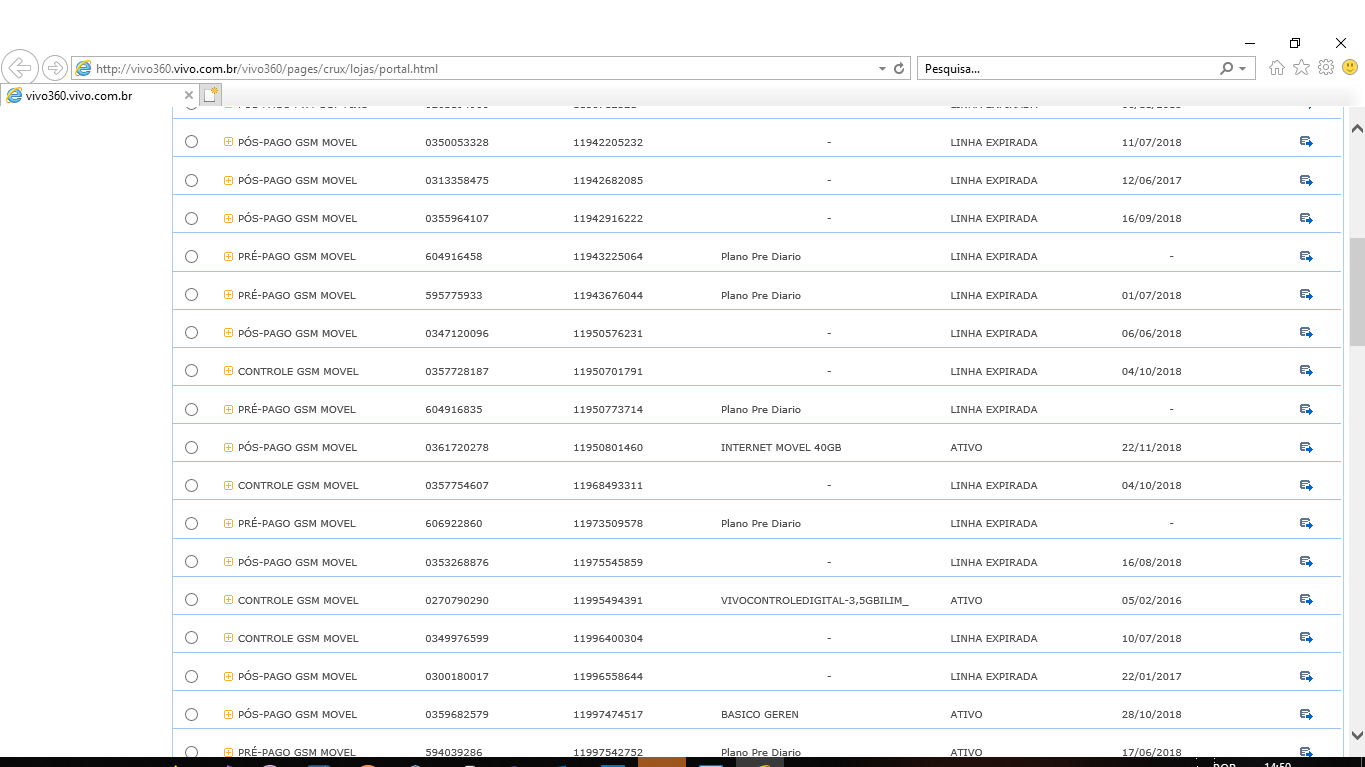 http://vivo360.vivo.com.br/vivo360/pages/crux/lojas/portal.html Pesquisa...
vivo360.vivo.com.br
LINHA EXPIRADA
PÓS-PAGO GSM MOVEL 0350053328 11942205232 - LINHA EXPIRADA 11/07/2018
PÓS-PAGO GSM MOVEL 0313358475 11942682085 - LINHA EXPIRADA 12/06/2017
PÓS-PAGO GSM MOVEL 0355964107 11942916222 - LINHA EXPIRADA 16/09/2018
PRÉ-PAGO GSM MOVEL 604916458 11943225064 Plano Pre Diario LINHA EXPIRADA -
PRÉ-PAGO GSM MOVEL 595775933 11943676044 Plano Pre Diario LINHA EXPIRADA 01/07/2018
PÓS-PAGO GSM MOVEL 0347120096 11950576231 - LINHA EXPIRADA 06/06/2018
CONTROLE GSM MOVEL 0357728187 11950701791 - LINHA EXPIRADA 04/10/2018
PRÉ-PAGO GSM MOVEL 604916835 11950773714 Plano Pre Diario LINHA EXPIRADA -
PÓS-PAGO GSM MOVEL 0361720278 11950801460 INTERNET MOVEL 40GB ATIVO 22/11/2018
CONTROLE GSM MOVEL 0357754607 11968493311 - LINHA EXPIRADA 04/10/2018
PRÉ-PAGO GSM MOVEL 606922860 11973509578 Plano Pre Diario LINHA EXPIRADA -
PÓS-PAGO GSM MOVEL 0353268876 11975545859 - LINHA EXPIRADA 16/08/2018
CONTROLE GSM MOVEL 0270790290 11995494391 VIVOCONTROLEDIGITAL-3,5GBILIM_ ATIVO 05/02/2016
CONTROLE GSM MOVEL 0349976599 11996400304 - LINHA EXPIRADA 10/07/2018
PÓS-PAGO GSM MOVEL 0300180017 11996558644 - LINHA EXPIRADA 22/01/2017
PÓS-PAGO GSM MOVEL 0359682579 11997474517 BASICO GEREN ATIVO 28/10/2018
PRÉ-PAGO GSM MOVEL 594039286 11997542752 Plano Pre Diario ATIVO 17/06/2018
POR 14:50